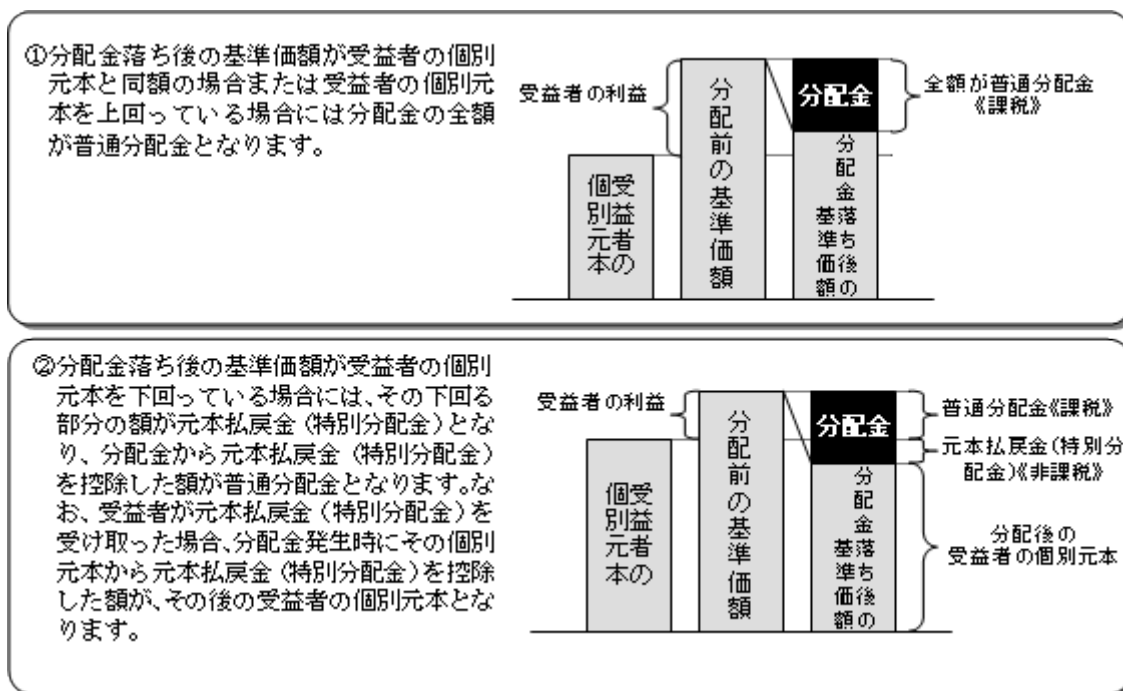 ①分配金落ち後の基準価額が受益者の個別
元本と同額の場合または受益者の個別元
本を上回っている場合には分配金の全額
が普通分配金となります。
受益者の利益
受益者の
個別元本
分配前の基準価額
分配金
分配金
落ち後の
基準価額
全額が普通分配金
《課税》
②分配金落ち後の基準価額が受益者の個別
元本を下回っている場合には、その下回る
部分の額が元本払戻金（特別分配金）とな
り、分配金から元本払戻金（特別分配金）
を控除した額が普通分配金となります。な
お、受益者が元本払戻金（特別分配金）を
受け取った場合、分配金発生時にその個別
元本から元本払戻金（特別分配金）を控除
した額が、その後の受益者の個別元本とな
ります。
受益者の利益
受益者の
個別元本
分配前の基準価額
分配金
分配金
落ち後の
基準価額
普通分配金《課税》
元本払戻金（特別分
配金）《非課税》
分配後の
受益者の個別元本